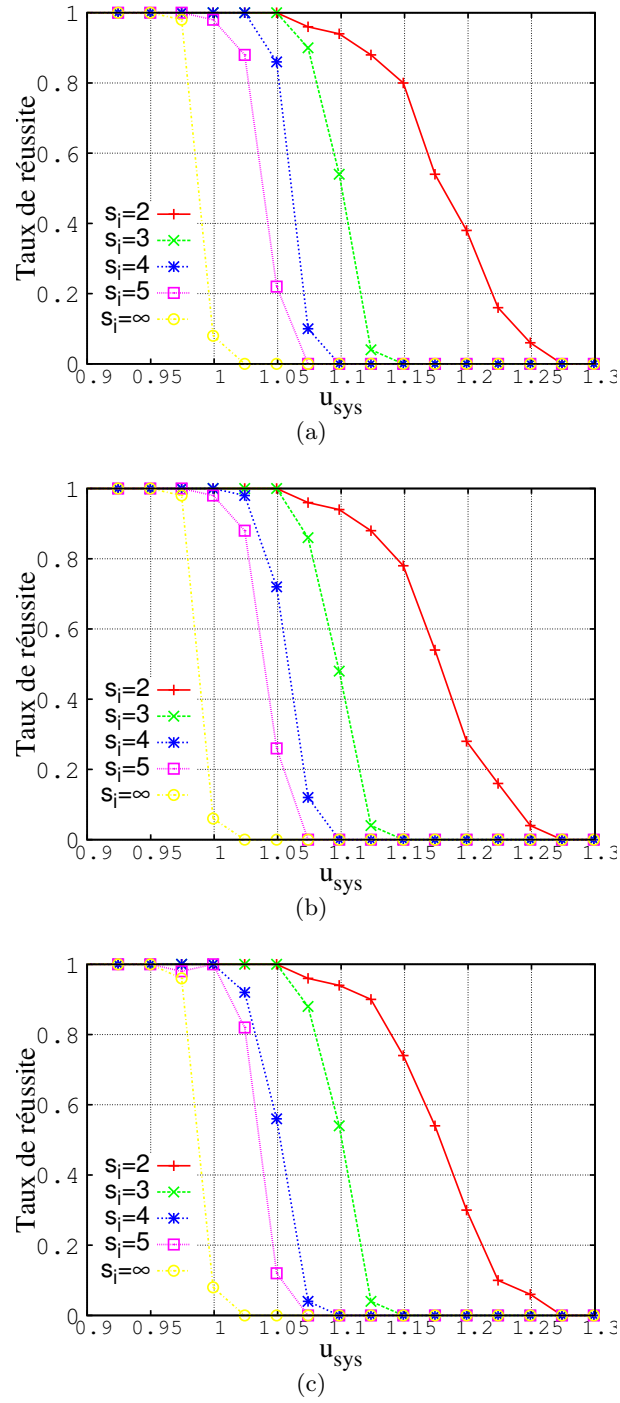 1
0.8
0.6
0.4
0.2
0
Taux de réussite
s_i=2
s_i=3
s_i=4
s_i=5
s_i=∞
0.9 0.95 1 1.05 1.1 1.15 1.2 1.25 1.3
u_sys
(a)
1
0.8
0.6
0.4
0.2
0
Taux de réussite
s_i=2
s_i=3
s_i=4
s_i=5
s_i=∞
0.9 0.95 1 1.05 1.1 1.15 1.2 1.25 1.3
u_sys
(b)
1
0.8
0.6
0.4
0.2
0
Taux de réussite
s_i=2
s_i=3
s_i=4
s_i=5
s_i=∞
0.9 0.95 1 1.05 1.1 1.15 1.2 1.25 1.3
u_sys
(c)